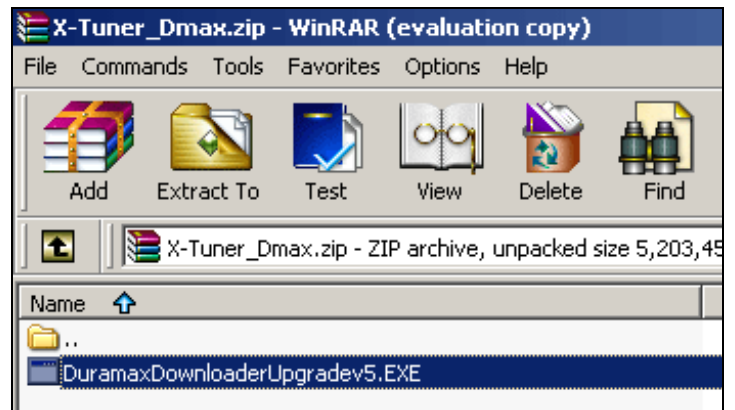 X-Tuner_Dmax.zip - WinRAR (evaluation copy)
File Commands Tools Favorites Options Help
Add Extract To Test View Delete Find
X-Tuner_Dmax.zip - ZIP archive, unpacked size 5,203,45
Name
..
DuramaxDownloaderUpgradev5.EXE